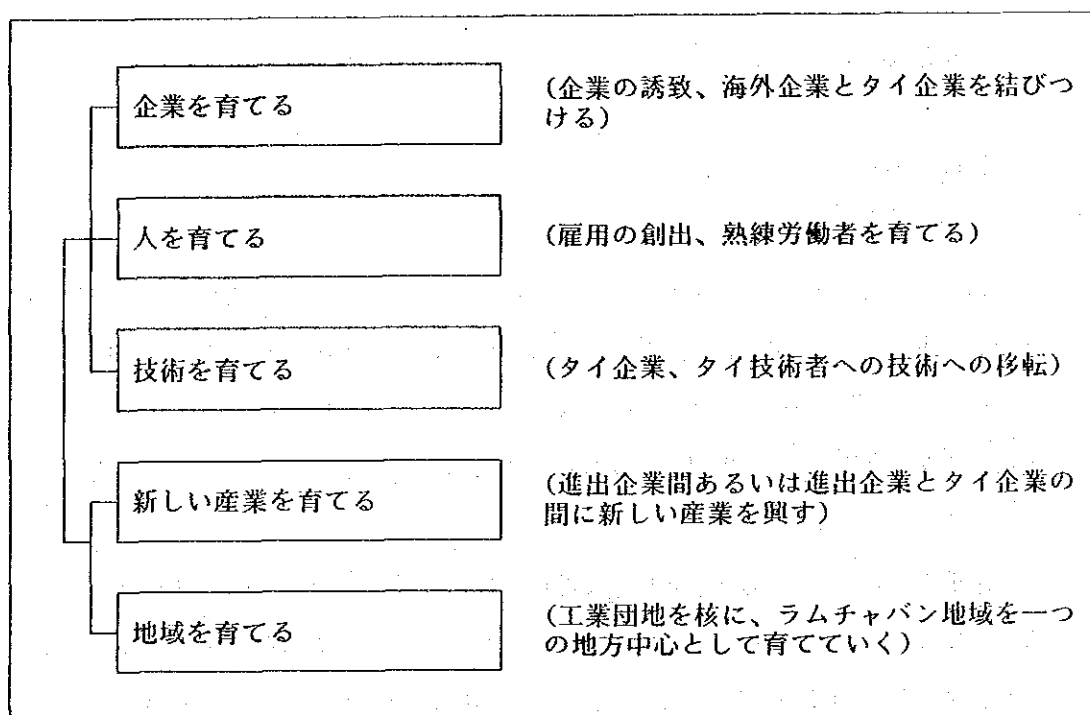 企業を育てる
(企業の誘致、海外企業とタイ企業を結びつ
ける)
人を育てる
(雇用の創出、熟練労働者を育てる)
技術を育てる
(タイ企業、タイ技術者への技術への移転)
新しい産業を育てる
(進出企業間あるいは進出企業とタイ企業の
間に新しい産業を興す)
地域を育てる
(工業団地を核に、ラムチャバン地域を一つ
の地方中心として育てていく)